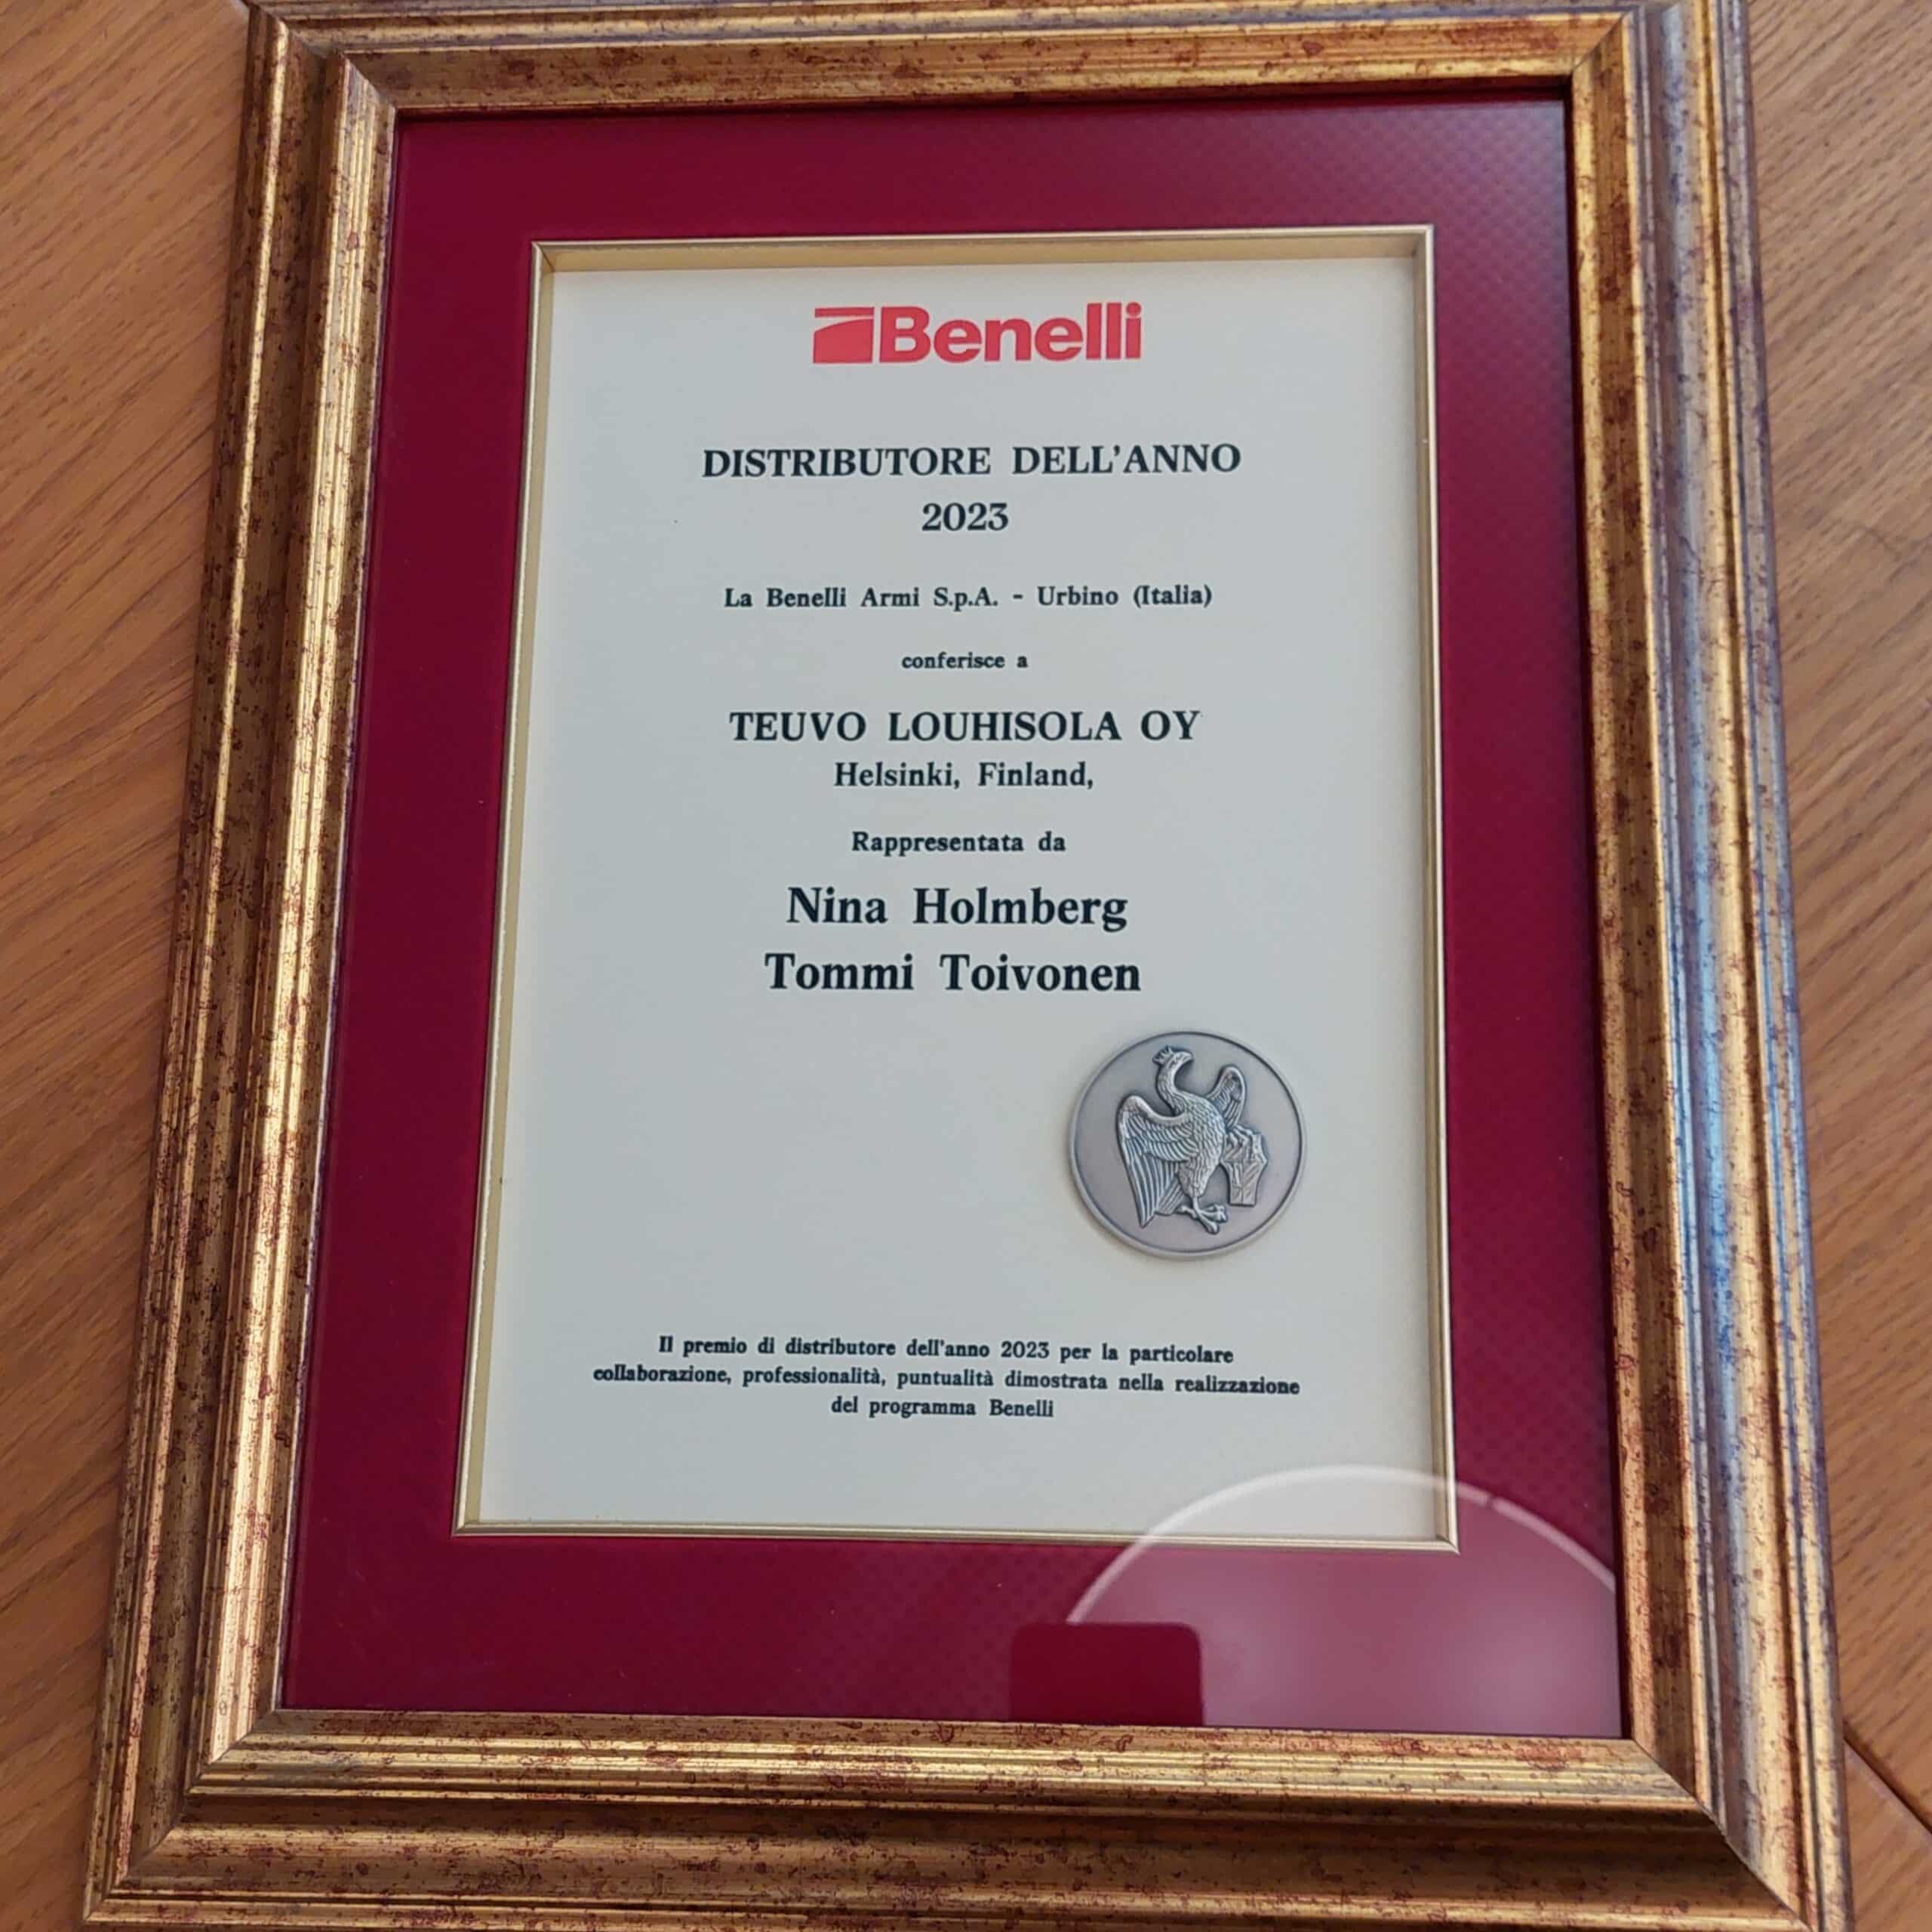 Benelli
DISTRIBUTORE DELL'ANNO
2023
La Benelli Armi S.p.A. - Urbino (Italia)
conferisce a
TEUVO LOUHISOLA OY
Helsinki, Finland,
Rappresentata da
Nina Holmberg
Tommi Toivonen
Il premio di distributore dell'anno 2023 per la particolare
collaborazione, professionalità, puntualità dimostrata nella realizzazione
del programma Benelli